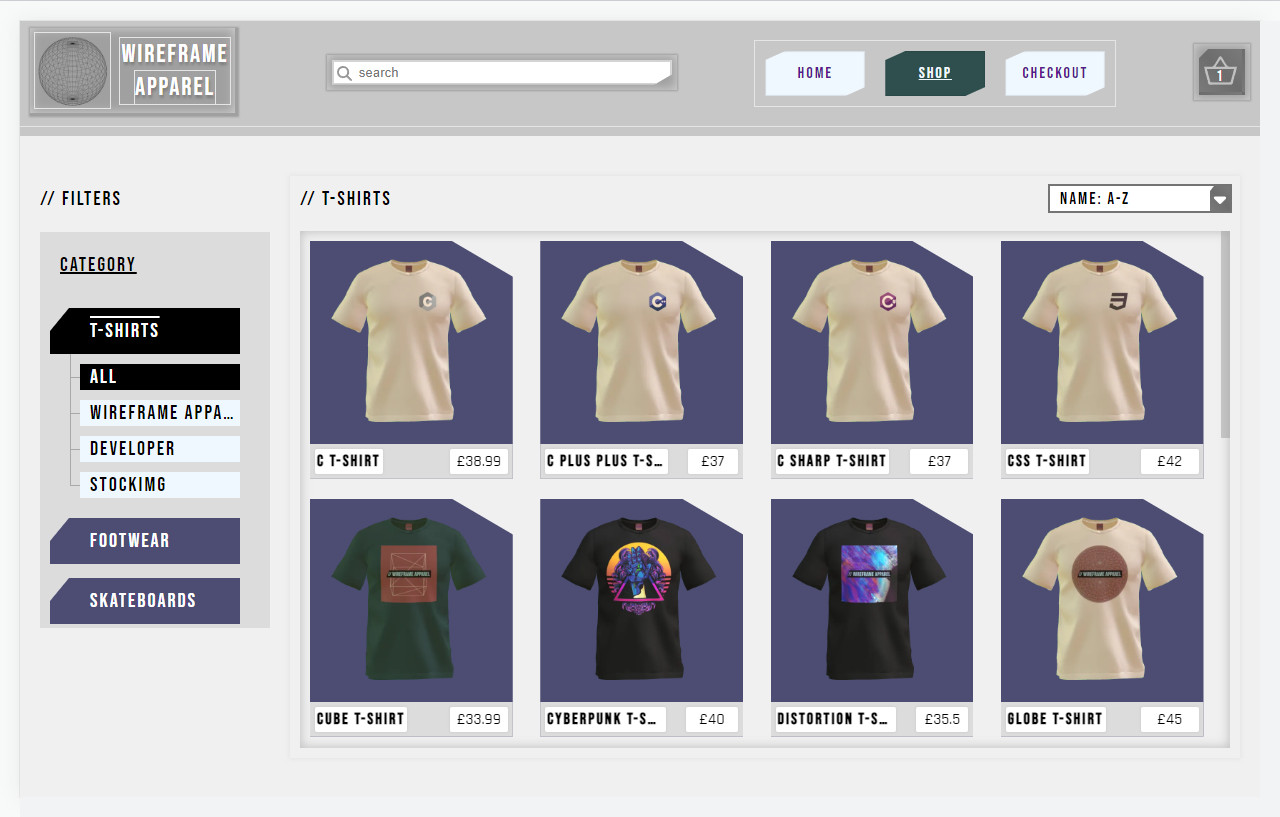 WIREFRAME
APPAREL
search
HOME
SHOP
CHECKOUT
1
// FILTERS
// T-SHIRTS
NAME: A-Z
CATEGORY
T-SHIRTS
ALL
WIREFRAME APPA...
DEVELOPER
STOCKIMG
FOOTWEAR
SKATEBOARDS
C
C T-SHIRT
£38.99
C PLUS PLUS T-S...
£37
C SHARP T-SHIRT
£37
CSS T-SHIRT
£42
// WIREFRAME APPAREL
CUBE T-SHIRT
£33.99
CYBERPUNK T-S...
£40
// WIREFRAME APPAREL
DISTORTION T-S...
£35.5
// WIREFRAME APPAREL
GLOBE T-SHIRT
£45